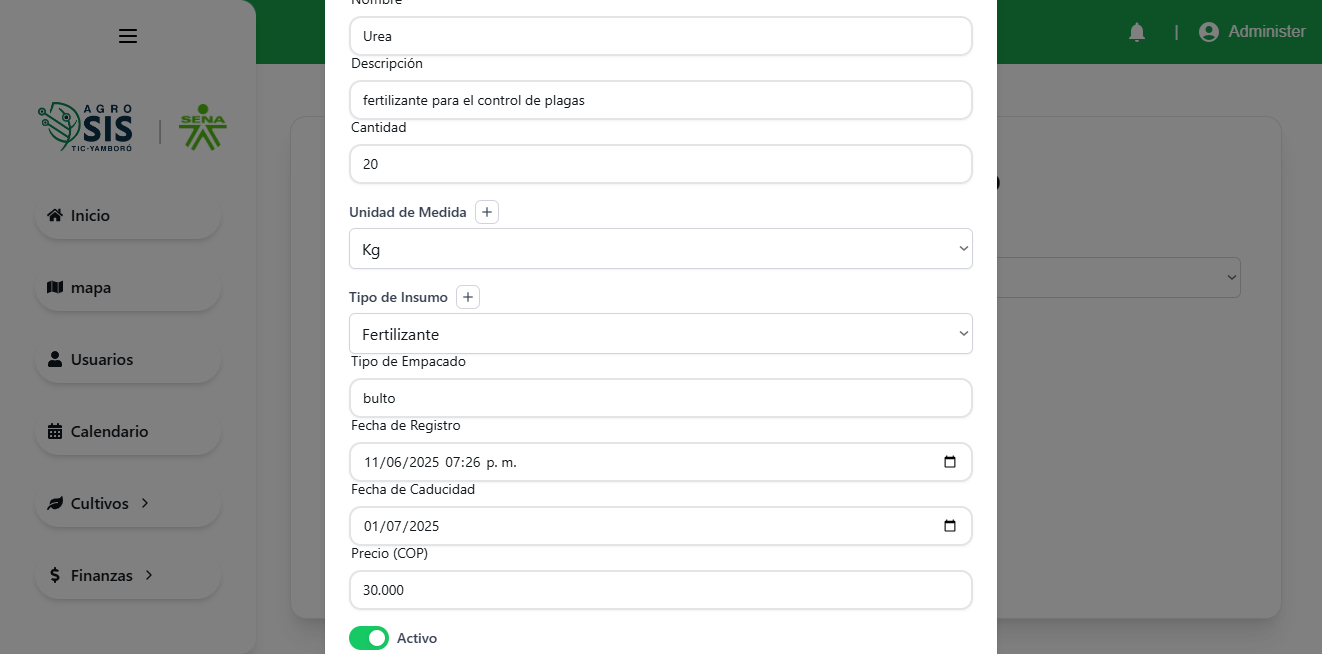 Nombre
Urea
Descripción
fertilizante para el control de plagas
Cantidad
20
Unidad de Medida
Kg
Tipo de Insumo
Fertilizante
Tipo de Empacado
bulto
Fecha de Registro
11/06/2025 07:26 p. m.
Fecha de Caducidad
01/07/2025
Precio (COP)
30.000
Activo
AGRO
SIS
TIC-YAMBORÓ
SENA
Inicio
mapa
Usuarios
Calendario
Cultivos
Finanzas
| Administer